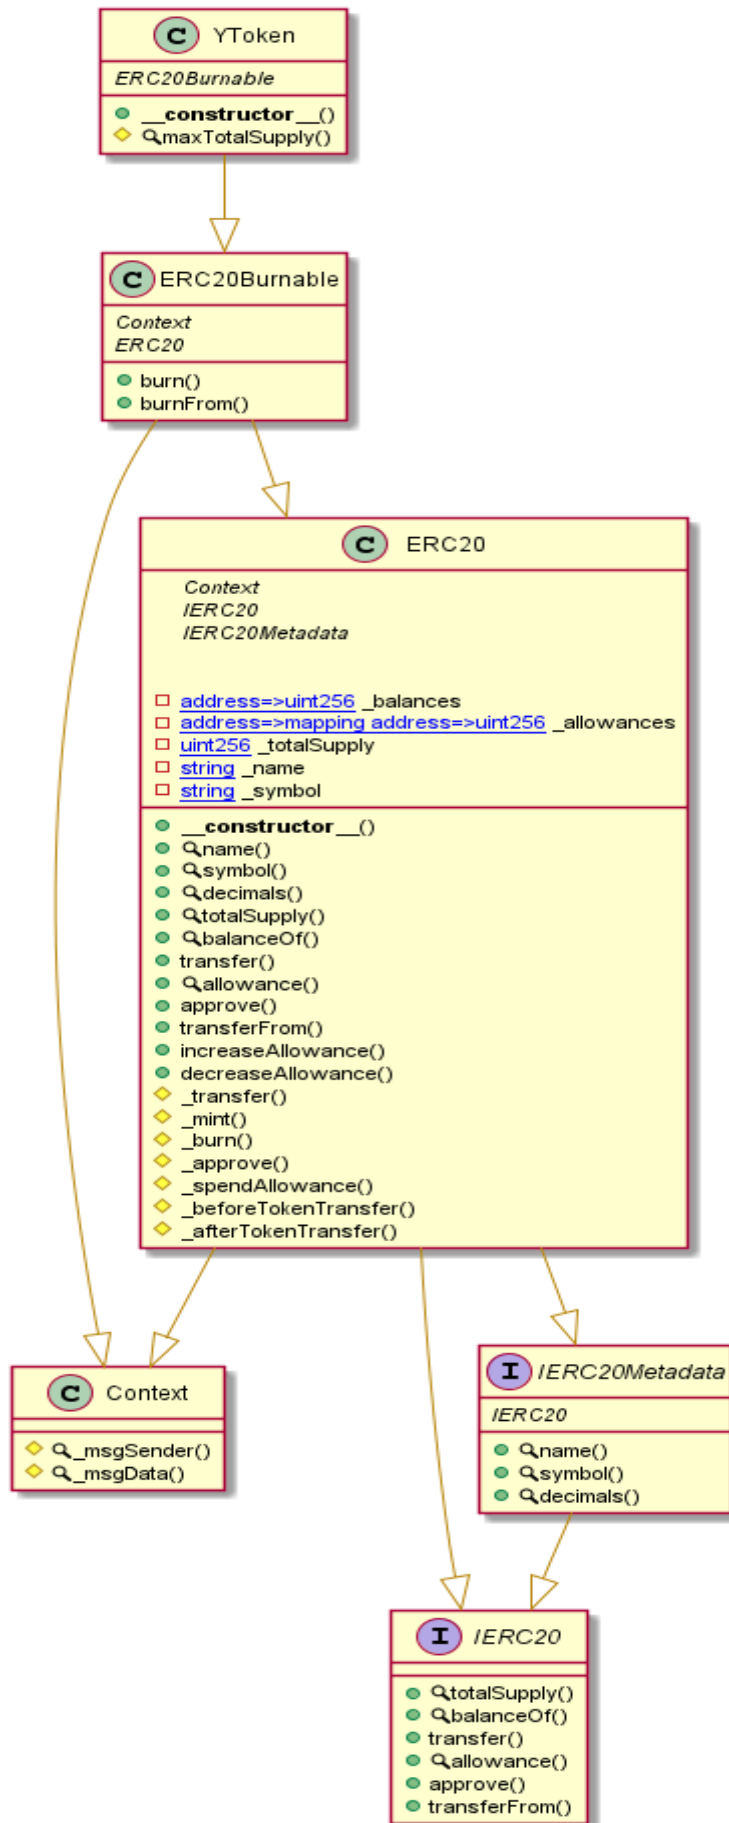 C YToken
ERC20Burnable
__constructor__()
maxTotalSupply()
C ERC20Burnable
Context
ERC20
burn()
burnFrom()
C ERC20
Context
IERC20
IERC20Metadata
address=>uint256 _balances
address=>mapping address=>uint256 _allowances
uint256 _totalSupply
string _name
string _symbol
__constructor__()
name()
symbol()
decimals()
totalSupply()
balanceOf()
transfer()
allowance()
approve()
transferFrom()
increaseAllowance()
decreaseAllowance()
_transfer()
_mint()
_burn()
_approve()
_spendAllowance()
_beforeTokenTransfer()
_afterTokenTransfer()
C Context
_msgSender()
_msgData()
I IERC20Metadata
IERC20
name()
symbol()
decimals()
I IERC20
totalSupply()
balanceOf()
transfer()
allowance()
approve()
transferFrom()